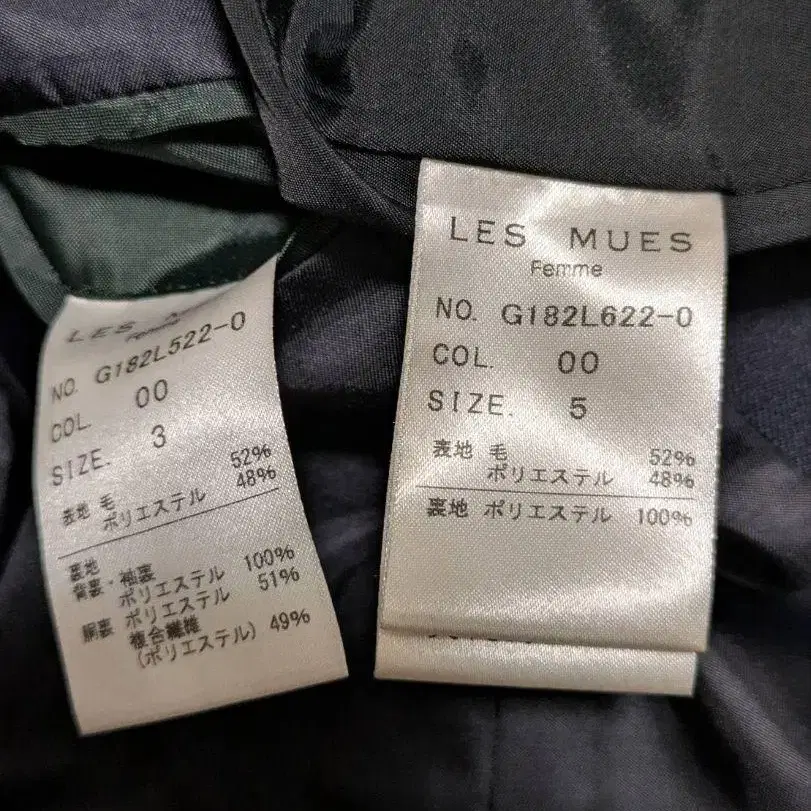 LES
Femme
NO. G182L522-0
COL. 00
SIZE. 3
表地 毛 52%
ポリエステル 48%
裏地
背裏・袖裏 100%
ポリエステル
胴裏 ポリエステル 51%
複合繊維
(ポリエステル) 49%
LES MUES
Femme
NO. G182L622-0
COL. 00
SIZE. 5
表地 毛 52%
ポリエステル 48%
裏地 ポリエステル 100%